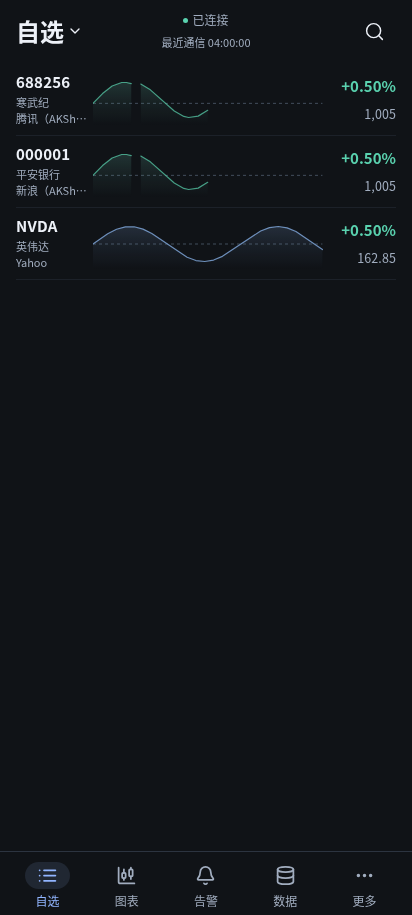 自选
已连接
最近通信 04:00:00
688256
寒武纪
腾讯（AKSh…
+0.50%
1,005
000001
平安银行
新浪（AKSh…
+0.50%
1,005
NVDA
英伟达
Yahoo
+0.50%
162.85
自选
图表
告警
数据
更多